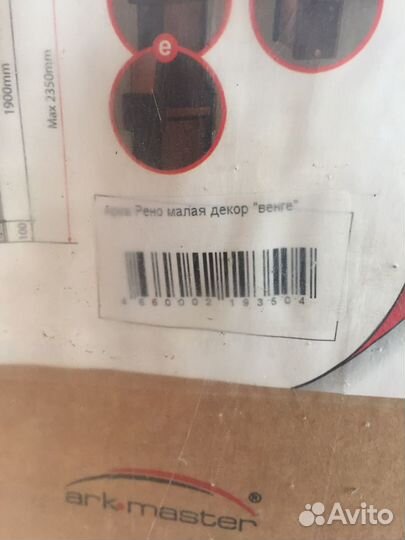 e
1900mm
Max 2350mm
100
Арка Рено малая декор "венге"
4 660002 193504
ark.master®
Avito